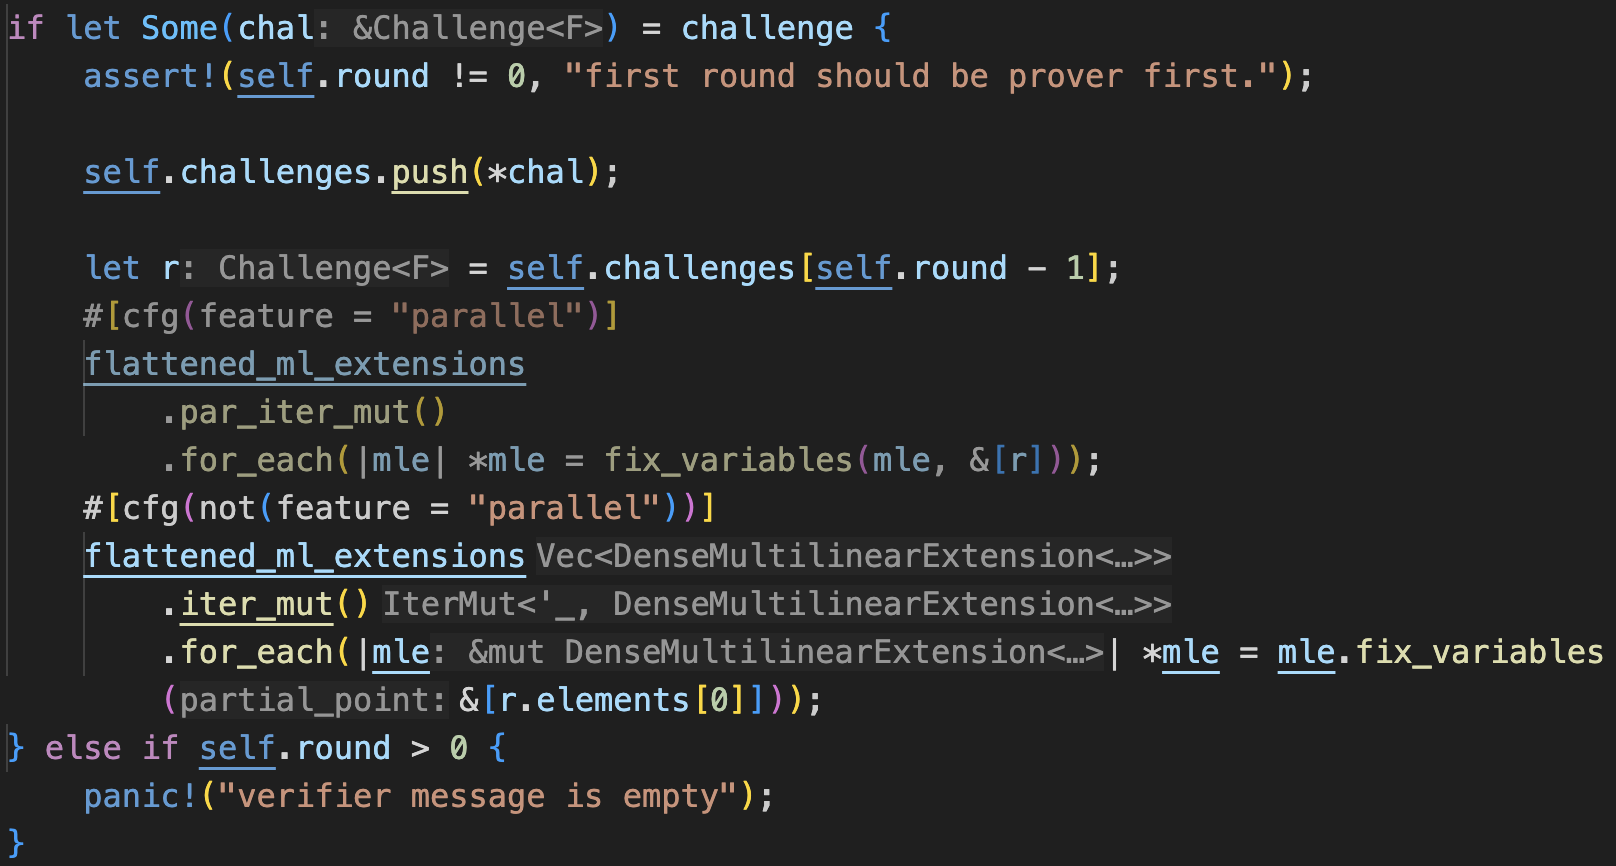 if let Some(chal: &Challenge<F>) = challenge {
    assert!(self.round != 0, "first round should be prover first.");

    self.challenges.push(*chal);

    let r: Challenge<F> = self.challenges[self.round - 1];
    #[cfg(feature = "parallel")]
    flattened_ml_extensions
        .par_iter_mut()
        .for_each(|mle| *mle = fix_variables(mle, &[r]));
    #[cfg(not(feature = "parallel"))]
    flattened_ml_extensions Vec<DenseMultilinearExtension<…>>
        .iter_mut() IterMut<'_, DenseMultilinearExtension<…>>
        .for_each(|mle: &mut DenseMultilinearExtension<…>| *mle = mle.fix_variables
        (partial_point: &[r.elements[0]]));
} else if self.round > 0 {
    panic!("verifier message is empty");
}